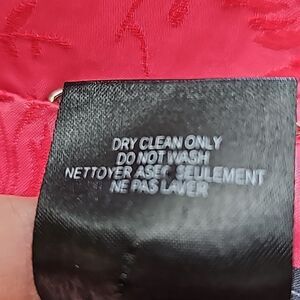 DRY CLEAN ONLY
DO NOT WASH
NETTOYER ASEC SEULEMENT
NE PAS LAVER